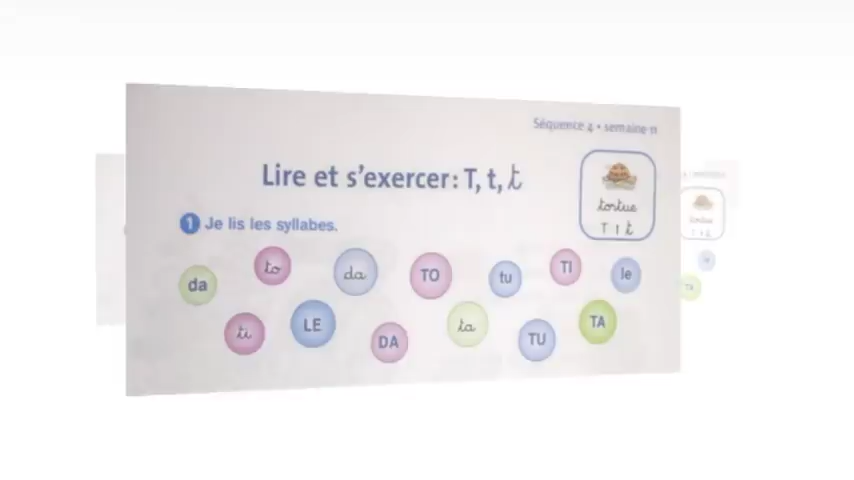 Séquence 4 • semaine 11
Lire et s'exercer : T, t, t
tortue
T t t
1 Je lis les syllabes.
da to da TO tu TI le
ti LE DA ta TU TA